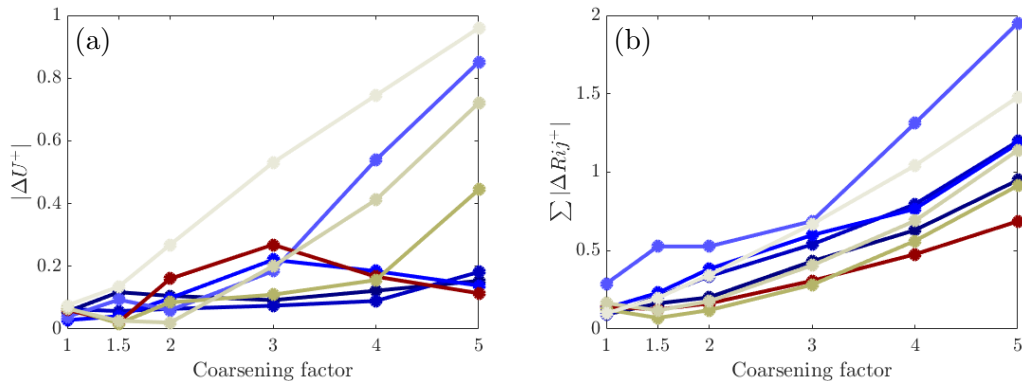 (a)
|ΔU⁺|
1
0.8
0.6
0.4
0.2
0
1 1.5 2 3 4 5
Coarsening factor
(b)
∑ |ΔRij⁺|
2
1.5
1
0.5
0
1 1.5 2 3 4 5
Coarsening factor